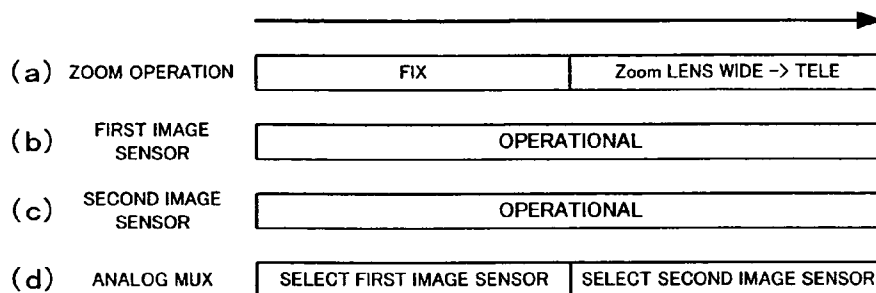 (a) ZOOM OPERATION FIX Zoom LENS WIDE -> TELE
(b) FIRST IMAGE SENSOR OPERATIONAL
(c) SECOND IMAGE SENSOR OPERATIONAL
(d) ANALOG MUX SELECT FIRST IMAGE SENSOR SELECT SECOND IMAGE SENSOR